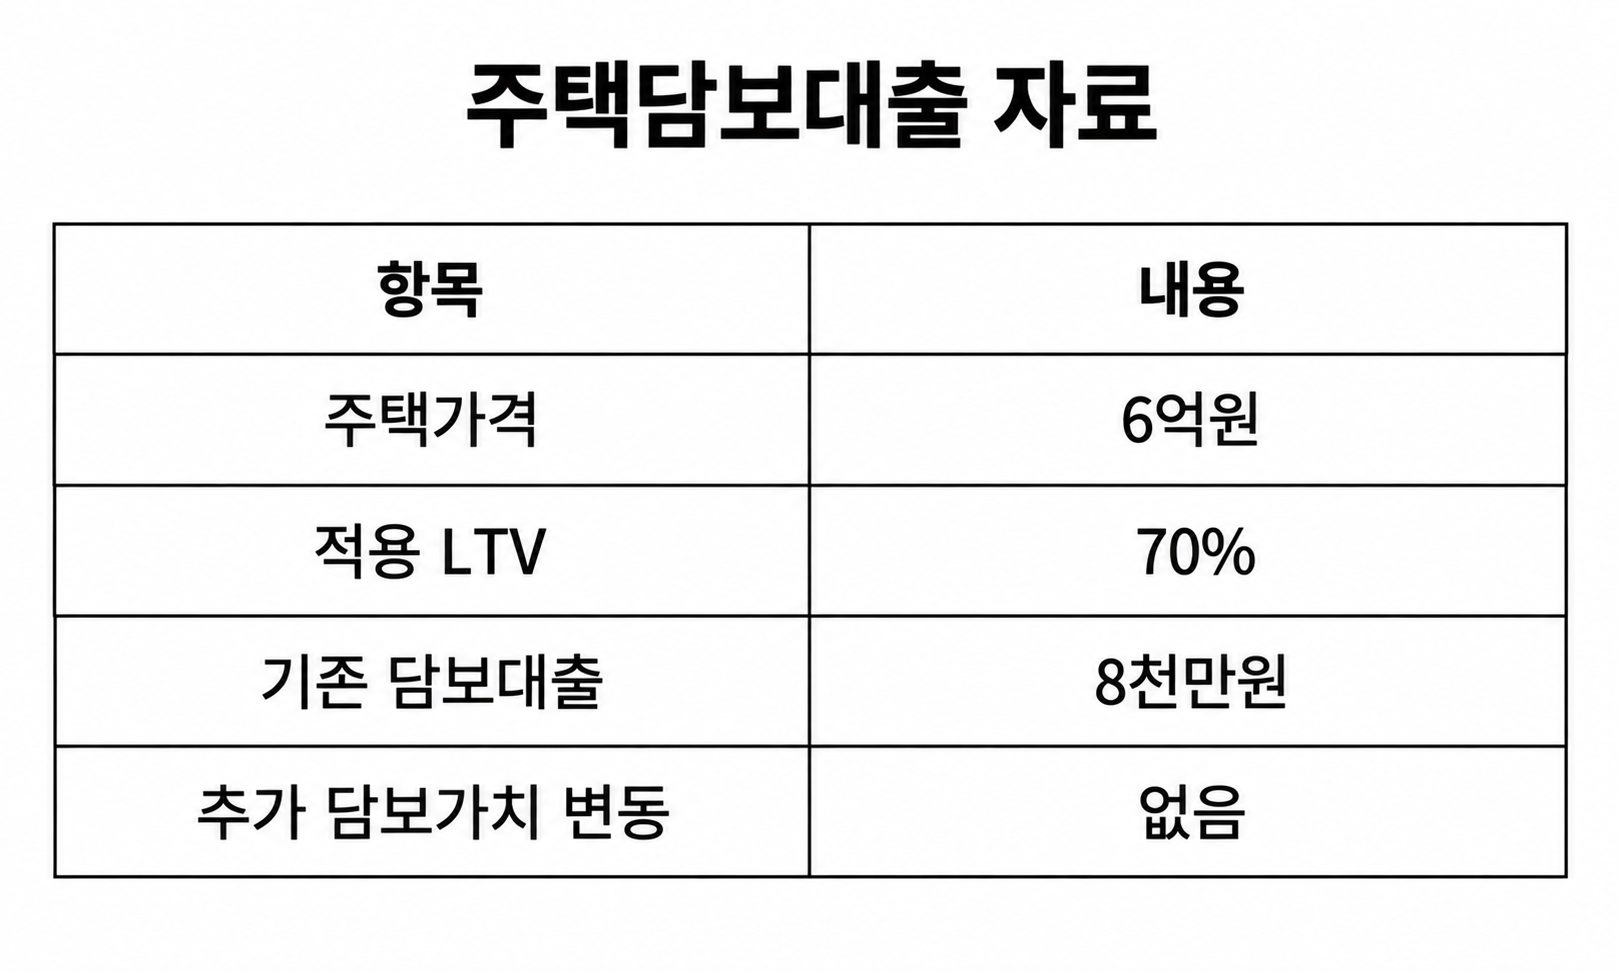 주택담보대출 자료
항목 내용
주택가격 6억원
적용 LTV 70%
기존 담보대출 8천만원
추가 담보가치 변동 없음